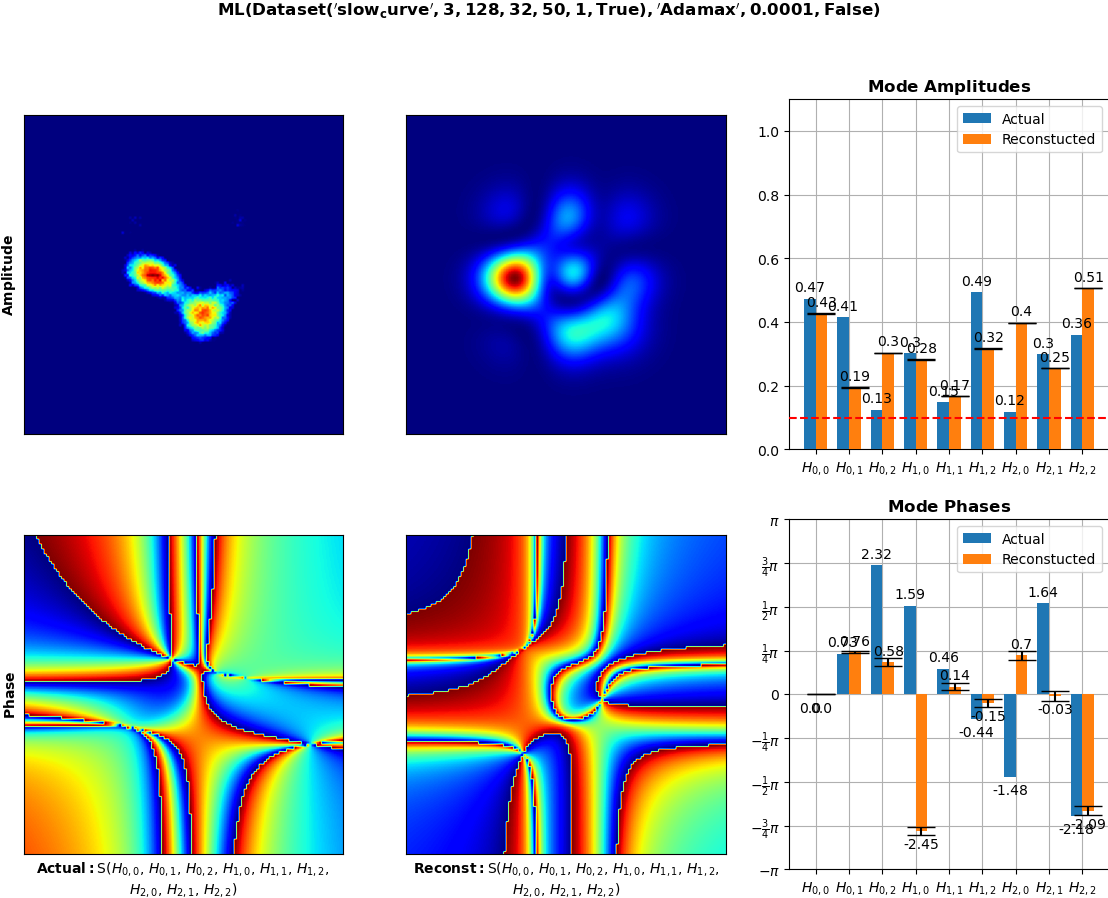 ML(Dataset('slow_curve', 3, 128, 32, 50, 1, True), 'Adamax', 0.0001, False)
Amplitude
Mode Amplitudes
Actual
Reconstucted
1.0
0.8
0.6
0.4
0.2
0.0
0.47
0.43
0.41
0.19
0.13
0.3
0.3
0.28
0.15
0.17
0.49
0.32
0.12
0.4
0.3
0.25
0.36
0.51
H0,0 H0,1 H0,2 H1,0 H1,1 H1,2 H2,0 H2,1 H2,2
Phase
Mode Phases
Actual
Reconstucted
π
3/4π
1/2π
1/4π
0
−1/4π
−1/2π
−3/4π
−π
0.0
0.0
0.73
0.76
2.32
0.58
1.59
-2.45
0.46
0.14
-0.44
-0.15
-1.48
0.7
1.64
-0.03
-2.18
-2.09
H0,0 H0,1 H0,2 H1,0 H1,1 H1,2 H2,0 H2,1 H2,2
Actual: S(H0,0, H0,1, H0,2, H1,0, H1,1, H1,2,
H2,0, H2,1, H2,2)
Reconst: S(H0,0, H0,1, H0,2, H1,0, H1,1, H1,2,
H2,0, H2,1, H2,2)